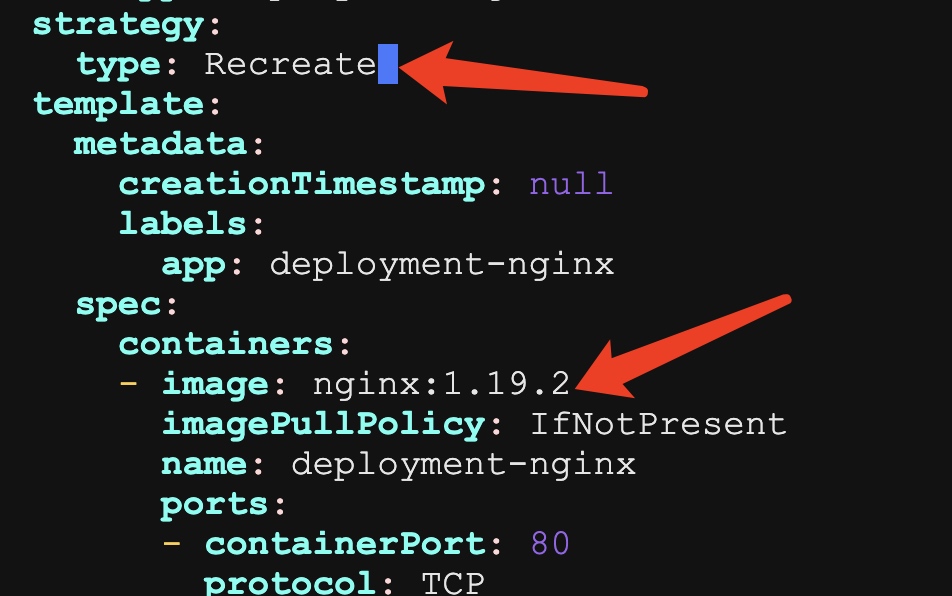 strategy:
type: Recreate
template:
metadata:
creationTimestamp: null
labels:
app: deployment-nginx
spec:
containers:
- image: nginx:1.19.2
imagePullPolicy: IfNotPresent
name: deployment-nginx
ports:
- containerPort: 80
protocol: TCP